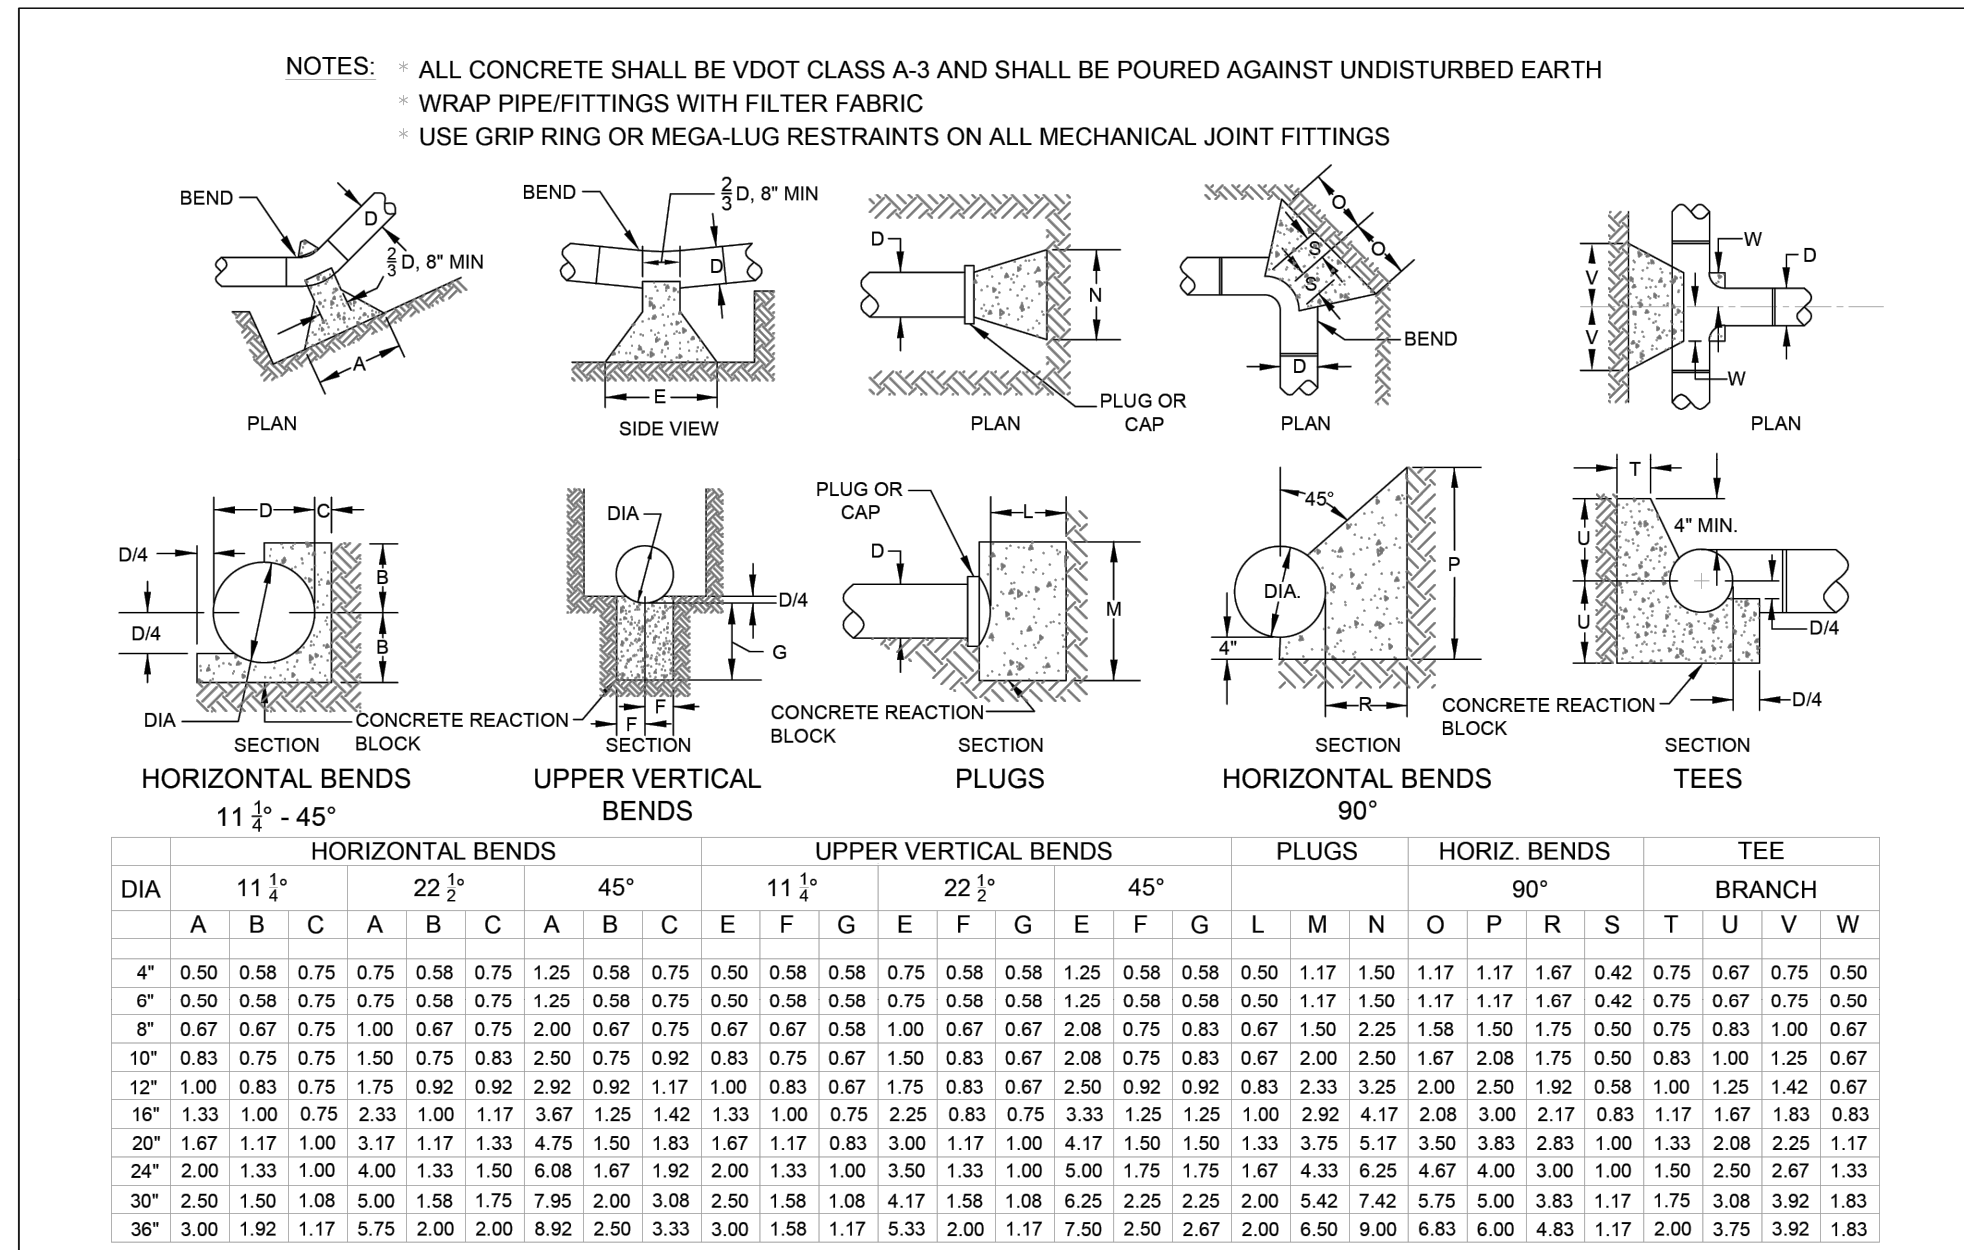 NOTES: * ALL CONCRETE SHALL BE VDOT CLASS A-3 AND SHALL BE POURED AGAINST UNDISTURBED EARTH
* WRAP PIPE/FITTINGS WITH FILTER FABRIC
* USE GRIP RING OR MEGA-LUG RESTRAINTS ON ALL MECHANICAL JOINT FITTINGS
BEND
D
2/3 D, 8" MIN
A
PLAN
BEND
2/3 D, 8" MIN
D
E
SIDE VIEW
D
N
PLUG OR
CAP
PLAN
O
O
S
S
BEND
D
PLAN
W
D
V
V
W
PLAN
D
C
D/4
B
D/4
B
DIA
CONCRETE REACTION
BLOCK
SECTION
HORIZONTAL BENDS
11 1/4° - 45°
DIA
D/4
G
F
F
SECTION
UPPER VERTICAL
BENDS
PLUG OR
CAP
L
D
M
CONCRETE REACTION
BLOCK
SECTION
PLUGS
45°
P
DIA.
4"
R
SECTION
HORIZONTAL BENDS
90°
T
4" MIN.
U
U
D/4
CONCRETE REACTION
BLOCK
D/4
SECTION
TEES
HORIZONTAL BENDS UPPER VERTICAL BENDS PLUGS HORIZ. BENDS TEE
DIA 11 1/4° 22 1/2° 45° 11 1/4° 22 1/2° 45° 90° BRANCH
A B C A B C A B C E F G E F G E F G L M N O P R S T U V W
4" 0.50 0.58 0.75 0.75 0.58 0.75 1.25 0.58 0.75 0.50 0.58 0.58 0.75 0.58 0.58 1.25 0.58 0.58 0.50 1.17 1.50 1.17 1.17 1.67 0.42 0.75 0.67 0.75 0.50
6" 0.50 0.58 0.75 0.75 0.58 0.75 1.25 0.58 0.75 0.50 0.58 0.58 0.75 0.58 0.58 1.25 0.58 0.58 0.50 1.17 1.50 1.17 1.17 1.67 0.42 0.75 0.67 0.75 0.50
8" 0.67 0.67 0.75 1.00 0.67 0.75 2.00 0.67 0.75 0.67 0.67 0.58 1.00 0.67 0.67 2.08 0.75 0.83 0.67 1.50 2.25 1.58 1.50 1.75 0.50 0.75 0.83 1.00 0.67
10" 0.83 0.75 0.75 1.50 0.75 0.83 2.50 0.75 0.92 0.83 0.75 0.67 1.50 0.83 0.67 2.08 0.75 0.83 0.67 2.00 2.50 1.67 2.08 1.75 0.50 0.83 1.00 1.25 0.67
12" 1.00 0.83 0.75 1.75 0.92 0.92 2.92 0.92 1.17 1.00 0.83 0.67 1.75 0.83 0.67 2.50 0.92 0.92 0.83 2.33 3.25 2.00 2.50 1.92 0.58 1.00 1.25 1.42 0.67
16" 1.33 1.00 0.75 2.33 1.00 1.17 3.67 1.25 1.42 1.33 1.00 0.75 2.25 0.83 0.75 3.33 1.25 1.25 1.00 2.92 4.17 2.08 3.00 2.17 0.83 1.17 1.67 1.83 0.83
20" 1.67 1.17 1.00 3.17 1.17 1.33 4.75 1.50 1.83 1.67 1.17 0.83 3.00 1.17 1.00 4.17 1.50 1.50 1.33 3.75 5.17 3.50 3.83 2.83 1.00 1.33 2.08 2.25 1.17
24" 2.00 1.33 1.00 4.00 1.33 1.50 6.08 1.67 1.92 2.00 1.33 1.00 3.50 1.33 1.00 5.00 1.75 1.75 1.67 4.33 6.25 4.67 4.00 3.00 1.00 1.50 2.50 2.67 1.33
30" 2.50 1.50 1.08 5.00 1.58 1.75 7.95 2.00 3.08 2.50 1.58 1.08 4.17 1.58 1.08 6.25 2.25 2.25 2.00 5.42 7.42 5.75 5.00 3.83 1.17 1.75 3.08 3.92 1.83
36" 3.00 1.92 1.17 5.75 2.00 2.00 8.92 2.50 3.33 3.00 1.58 1.17 5.33 2.00 1.17 7.50 2.50 2.67 2.00 6.50 9.00 6.83 6.00 4.83 1.17 2.00 3.75 3.92 1.83